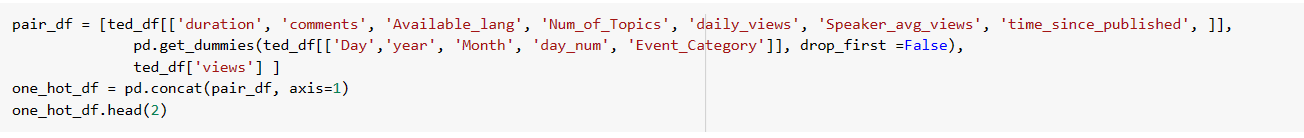 pair_df = [ted_df[['duration', 'comments', 'Available_lang', 'Num_of_Topics', 'daily_views', 'Speaker_avg_views', 'time_since_published', ]],
pd.get_dummies(ted_df[['Day','year', 'Month', 'day_num', 'Event_Category']], drop_first =False),
ted_df['views'] ]
one_hot_df = pd.concat(pair_df, axis=1)
one_hot_df.head(2)